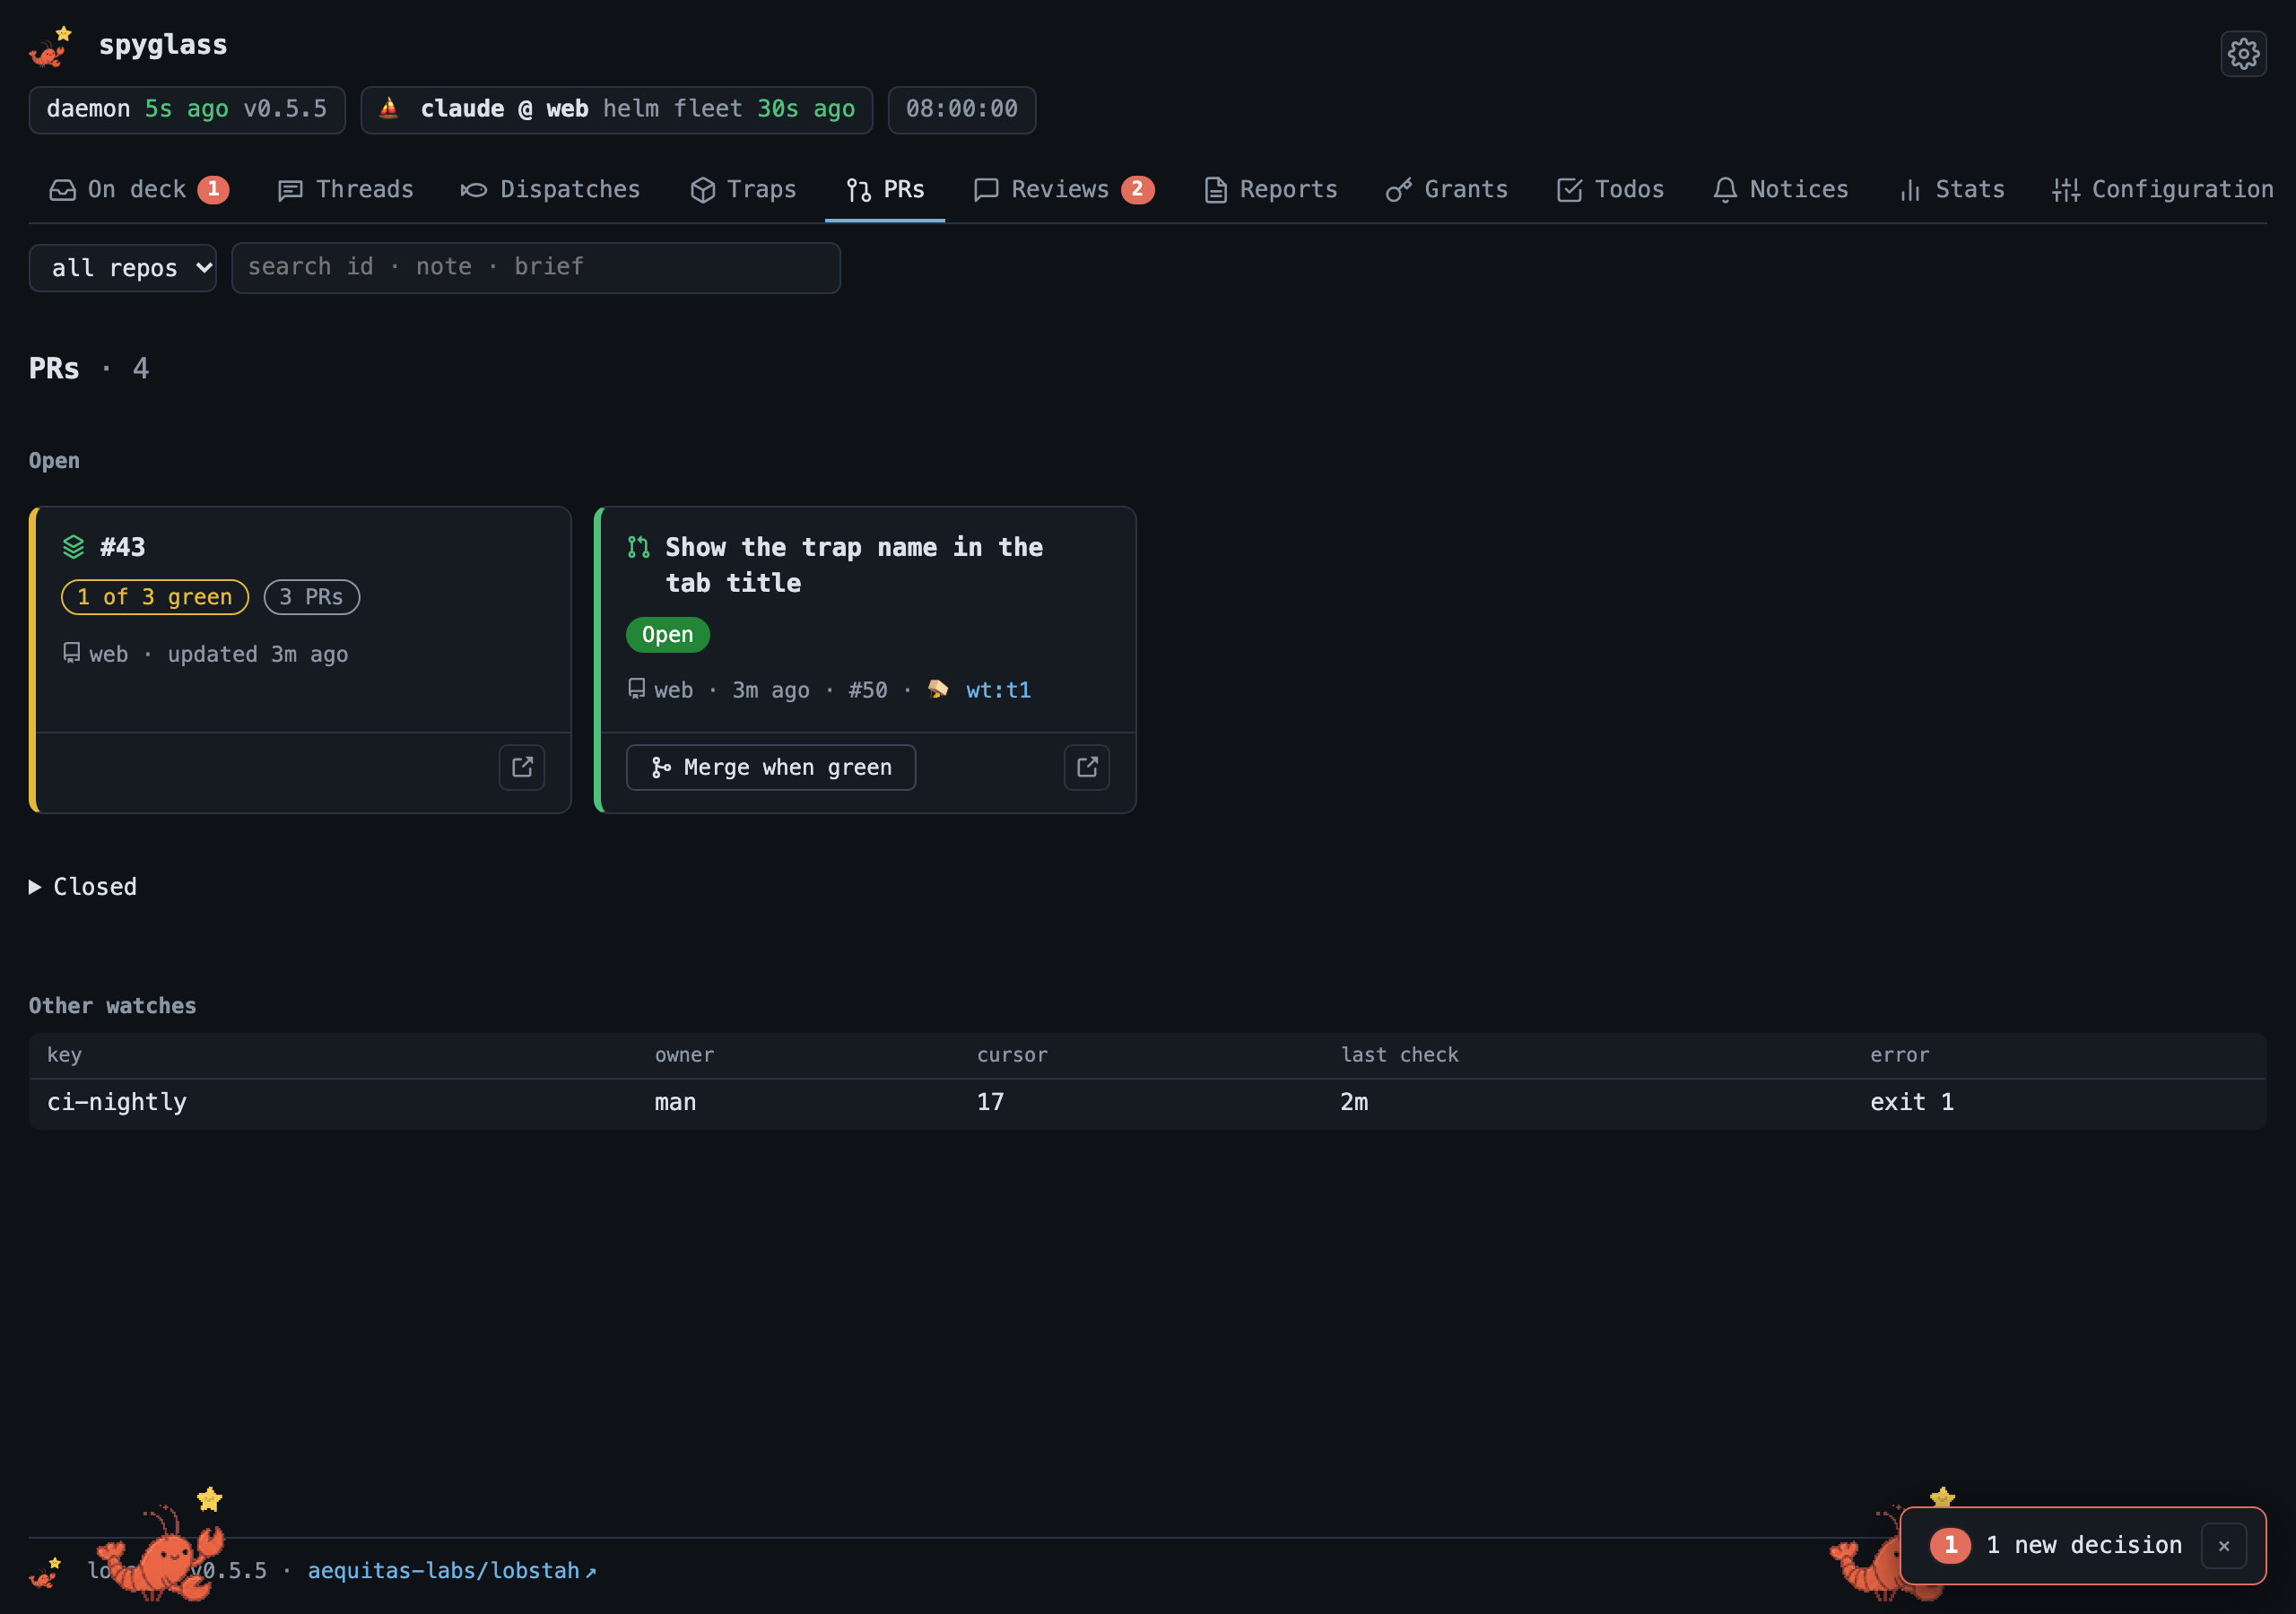 spyglass
daemon 5s ago v0.5.5
claude @ web helm fleet 30s ago
08:00:00
On deck 1
Threads
Dispatches
Traps
PRs
Reviews 2
Reports
Grants
Todos
Notices
Stats
Configuration
all repos
search id · note · brief
PRs · 4
Open
#43
1 of 3 green
3 PRs
web · updated 3m ago
Show the trap name in the
tab title
Open
web · 3m ago · #50 · wt:t1
Merge when green
Closed
Other watches
key owner cursor last check error
ci-nightly man 17 2m exit 1
v0.5.5 · aequitas-labs/lobstah↗
1 1 new decision ×